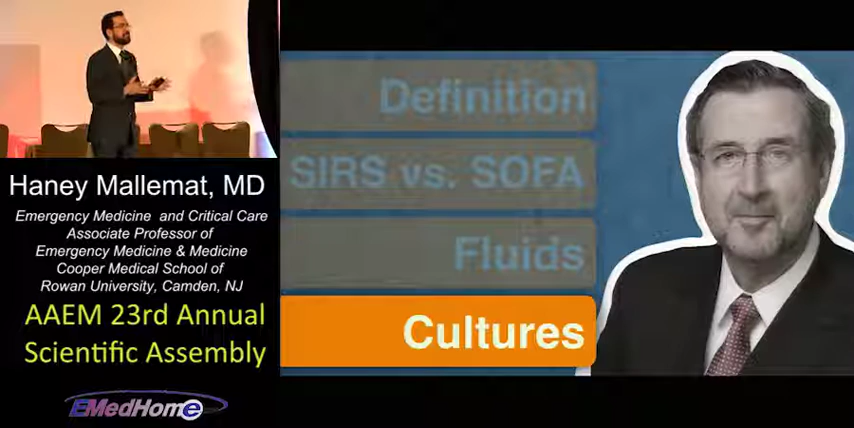 Haney Mallemat, MD
Emergency Medicine and Critical Care
Associate Professor of
Emergency Medicine & Medicine
Cooper Medical School of
Rowan University, Camden, NJ
AAEM 23rd Annual
Scientific Assembly
EMedHome
Definition
SIRS vs. SOFA
Fluids
Cultures